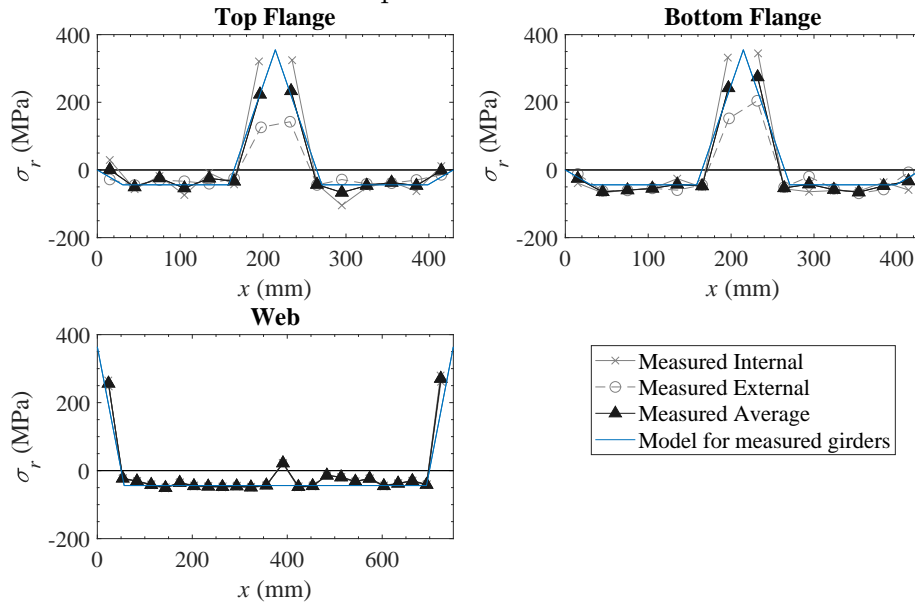 Top Flange
400
200
0
-200
0 100 200 300 400
σr (MPa)
x (mm)
Bottom Flange
400
200
0
-200
0 100 200 300 400
σr (MPa)
x (mm)
Web
400
200
0
-200
0 200 400 600
σr (MPa)
x (mm)
Measured Internal
Measured External
Measured Average
Model for measured girders